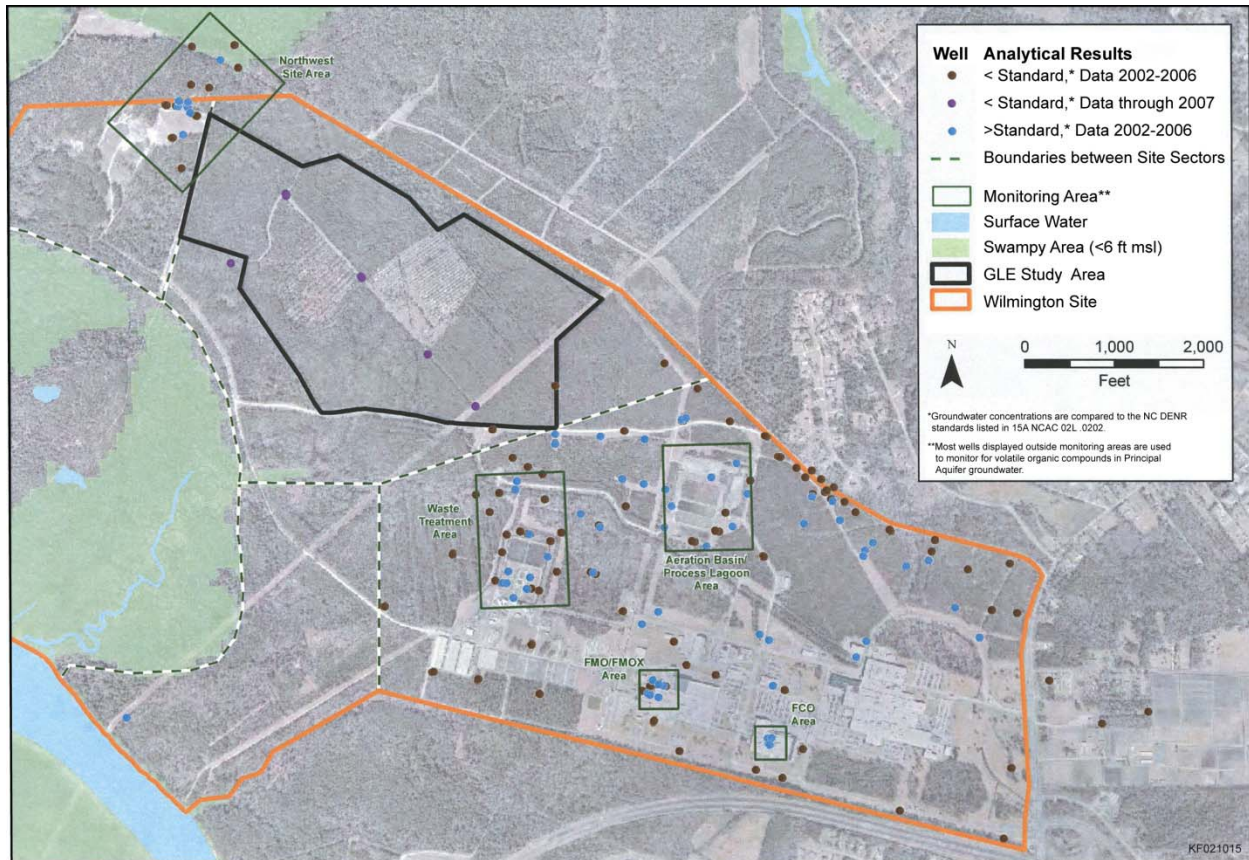 Northwest
Site Area
Well Analytical Results
< Standard,* Data 2002-2006
< Standard,* Data through 2007
>Standard,* Data 2002-2006
Boundaries between Site Sectors
Monitoring Area**
Surface Water
Swampy Area (<6 ft msl)
GLE Study Area
Wilmington Site
N
0 1,000 2,000
Feet
*Groundwater concentrations are compared to the NC DENR
standards listed in 15A NCAC 02L .0202.
**Most wells displayed outside monitoring areas are used
to monitor for volatile organic compounds in Principal
Aquifer groundwater.
Waste
Treatment
Area
Aeration Basin/
Process Lagoon
Area
FMO/FMOX
Area
FCO
Area
KF021015